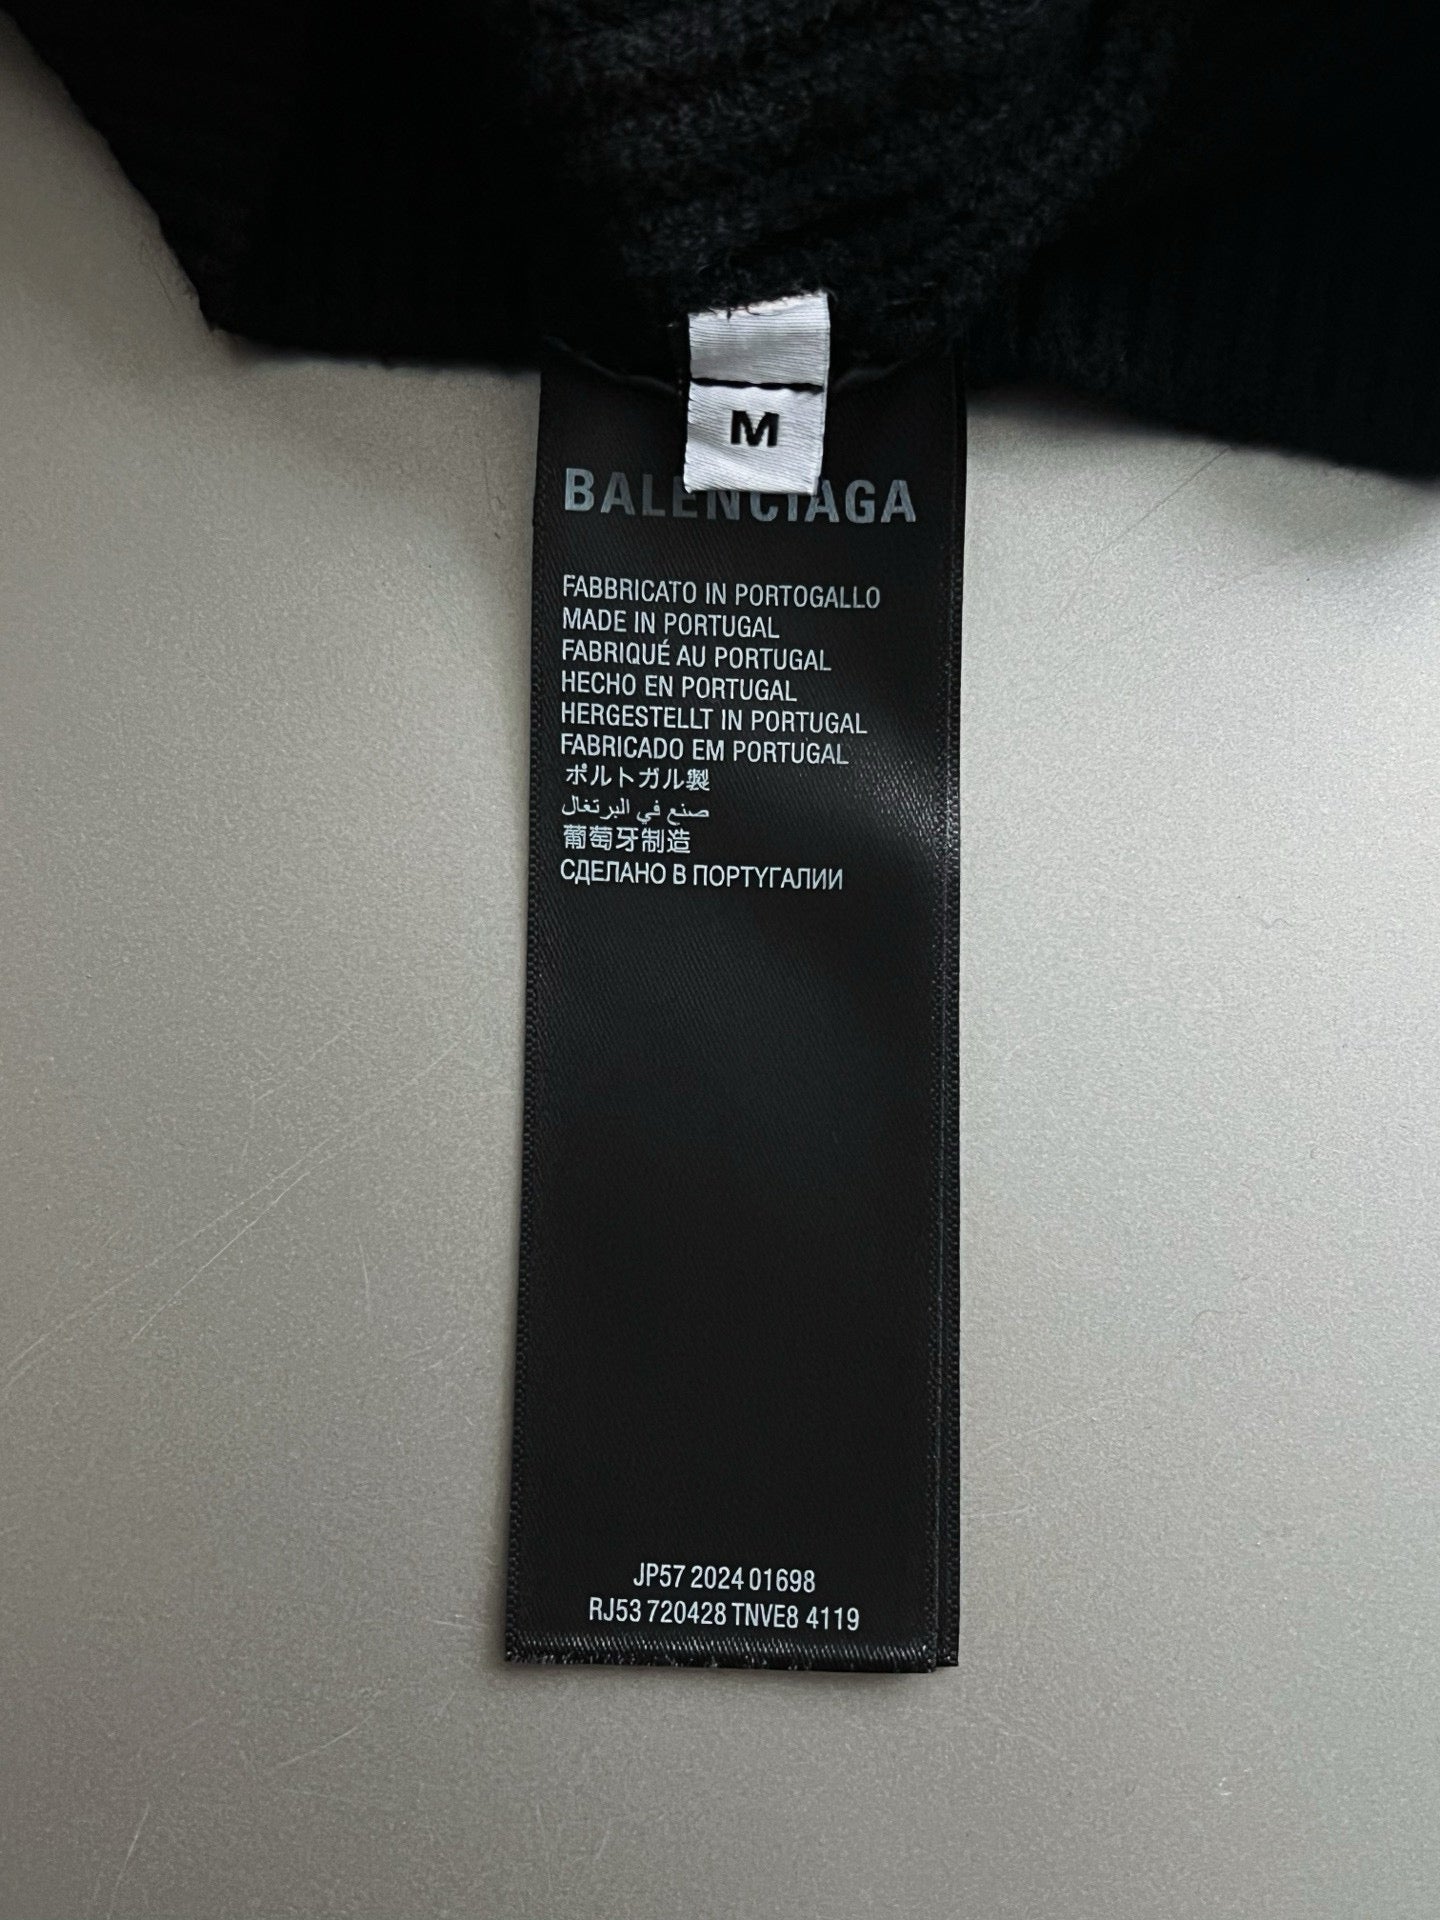 M
BALENCIAGA
FABBRICATO IN PORTOGALLO
MADE IN PORTUGAL
FABRIQUÉ AU PORTUGAL
HECHO EN PORTUGAL
HERGESTELLT IN PORTUGAL
FABRICADO EM PORTUGAL
ポルトガル製
صنع في البرتغال
葡萄牙制造
СДЕЛАНО В ПОРТУГАЛИИ
JP57 2024 01698
RJ53 720428 TNVE8 4119